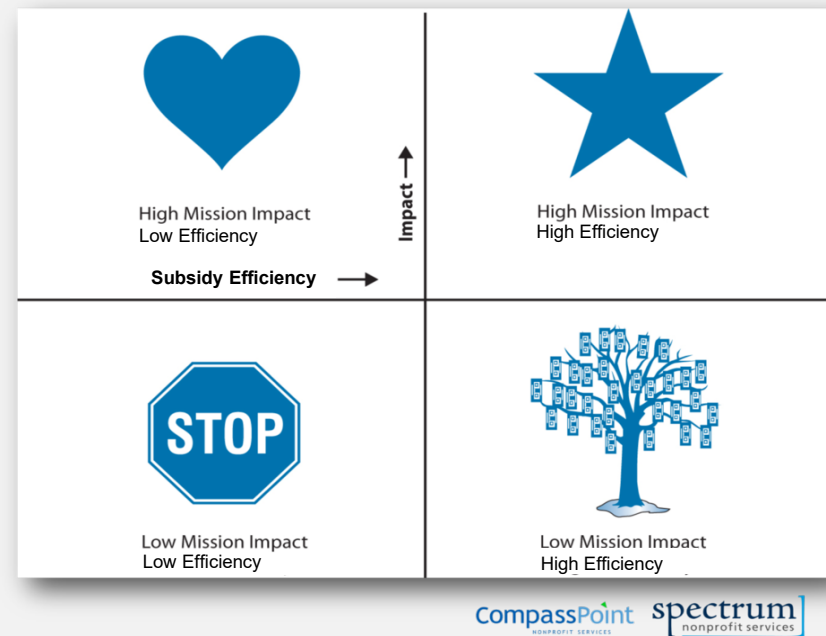 High Mission Impact
Low Efficiency
Impact
High Mission Impact
High Efficiency
Subsidy Efficiency
STOP
Low Mission Impact
Low Efficiency
Low Mission Impact
High Efficiency
CompassPoint
NONPROFIT SERVICES
spectrum
nonprofit services